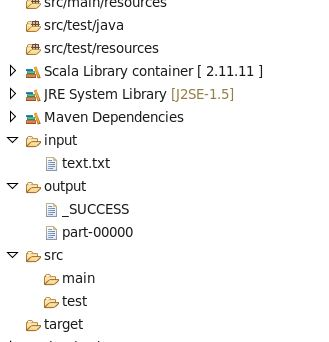 src/main/resources
src/test/java
src/test/resources
Scala Library container [ 2.11.11 ]
JRE System Library [J2SE-1.5]
Maven Dependencies
input
text.txt
output
_SUCCESS
part-00000
src
main
test
target